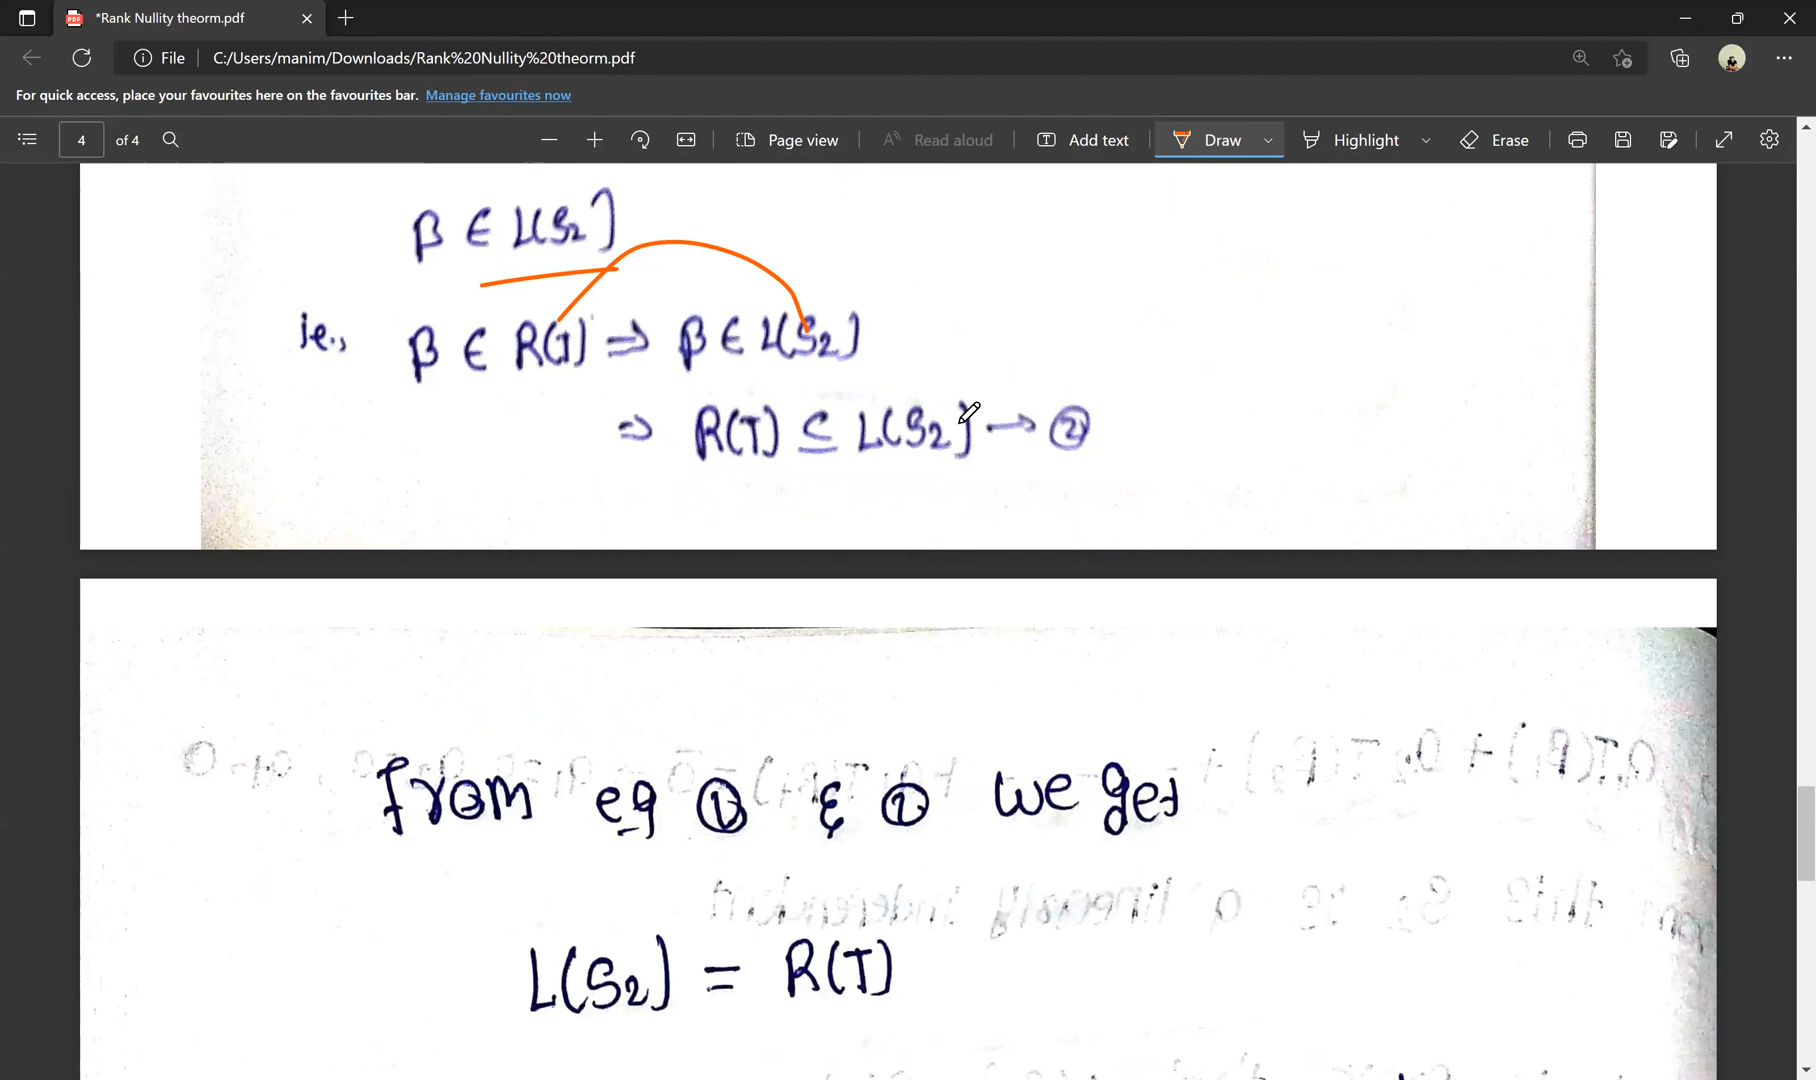 *Rank Nullity theorm.pdf
File C:/Users/manim/Downloads/Rank%20Nullity%20theorm.pdf
For quick access, place your favourites here on the favourites bar. Manage favourites now
4 of 4 Page view Read aloud Add text Draw Highlight Erase
β ∈ L(S₂)
ie., β ∈ R(T) ⇒ β ∈ L(S₂)
⇒ R(T) ⊆ L(S₂) → ②
from eq ① & ② we get
L(S₂) = R(T)